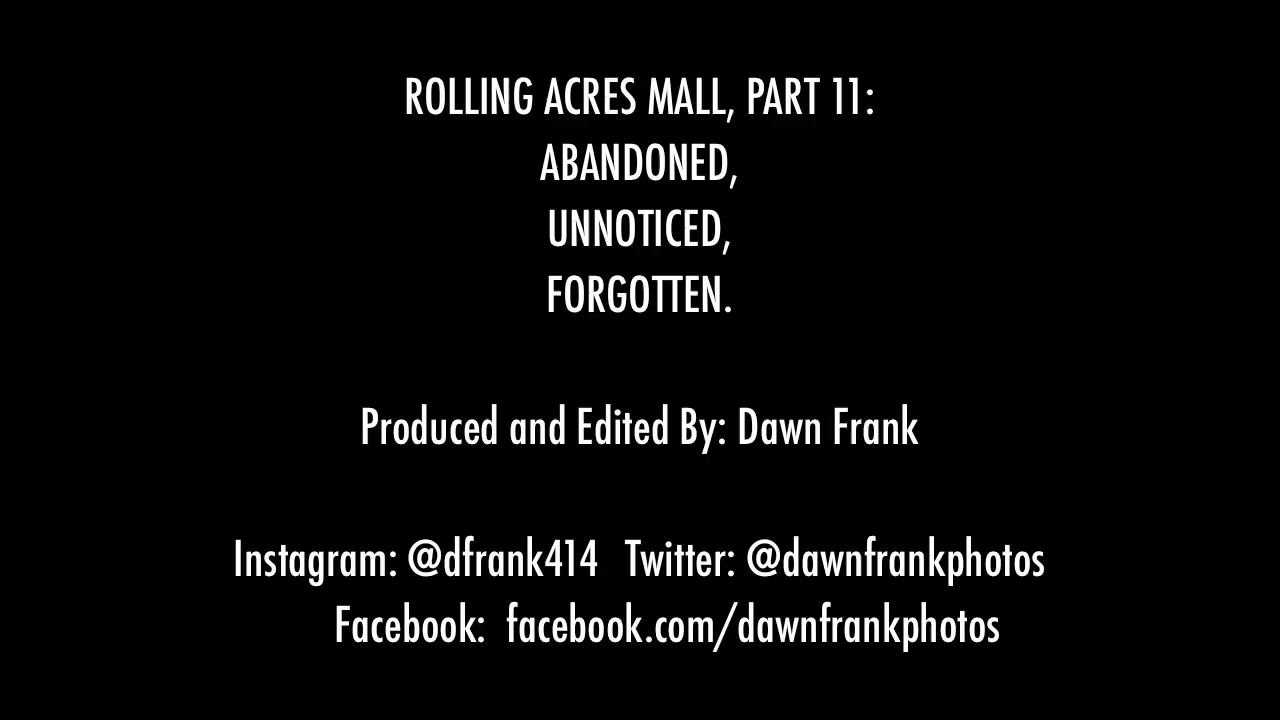 ROLLING ACRES MALL, PART 11:
ABANDONED,
UNNOTICED,
FORGOTTEN.
Produced and Edited By: Dawn Frank
Instagram: @dfrank414 Twitter: @dawnfrankphotos
Facebook: facebook.com/dawnfrankphotos